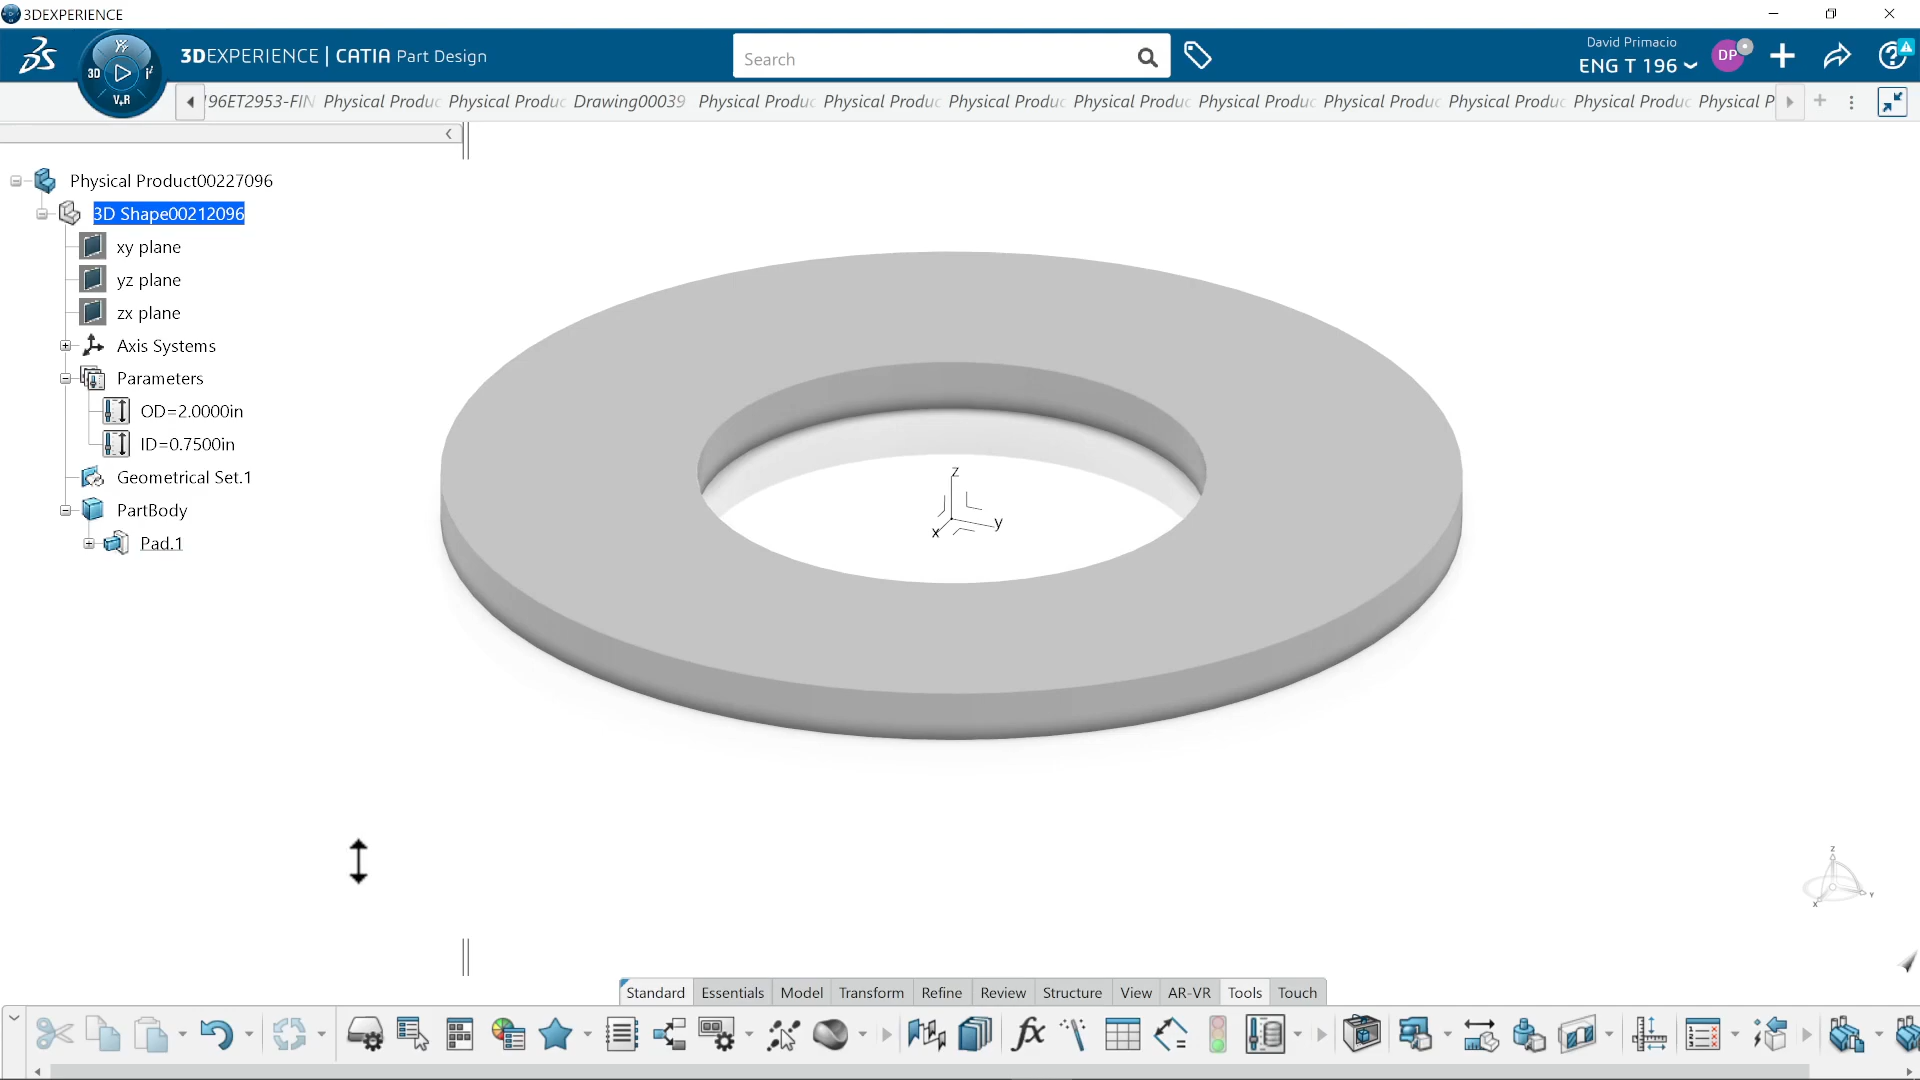 3DEXPERIENCE
3DEXPERIENCE | CATIA Part Design
Search
David Primacio
ENG T 196
DP
3D
V+R
196ET2953-FIN
Physical Produc
Physical Produc
Drawing00039
Physical Produc
Physical Produc
Physical Produc
Physical Produc
Physical Produc
Physical Produc
Physical Produc
Physical Produc
Physical P
Physical Product00227096
3D Shape00212096
xy plane
yz plane
zx plane
Axis Systems
Parameters
OD=2.0000in
ID=0.7500in
Geometrical Set.1
PartBody
Pad.1
z
x
y
z
x
Y
Standard
Essentials
Model
Transform
Refine
Review
Structure
View
AR-VR
Tools
Touch
fx